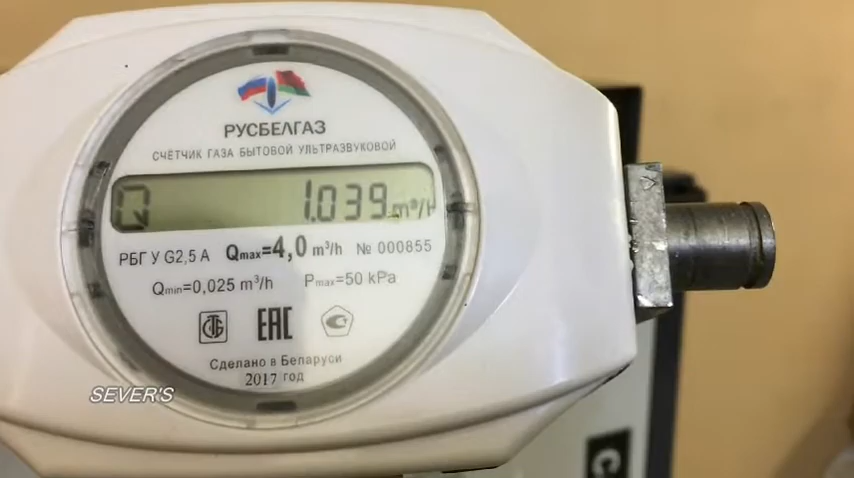 РУСБЕЛГАЗ
СЧЁТЧИК ГАЗА БЫТОВОЙ УЛЬТРАЗВУКОВОЙ
Q 1.039 m³/h
РБГ У G2,5 А Qmax=4,0 m³/h № 000855
Qmin=0,025 m³/h Pmax=50 kPa
СТБ ЕАС
Сделано в Беларуси
2017 год
SEVER'S